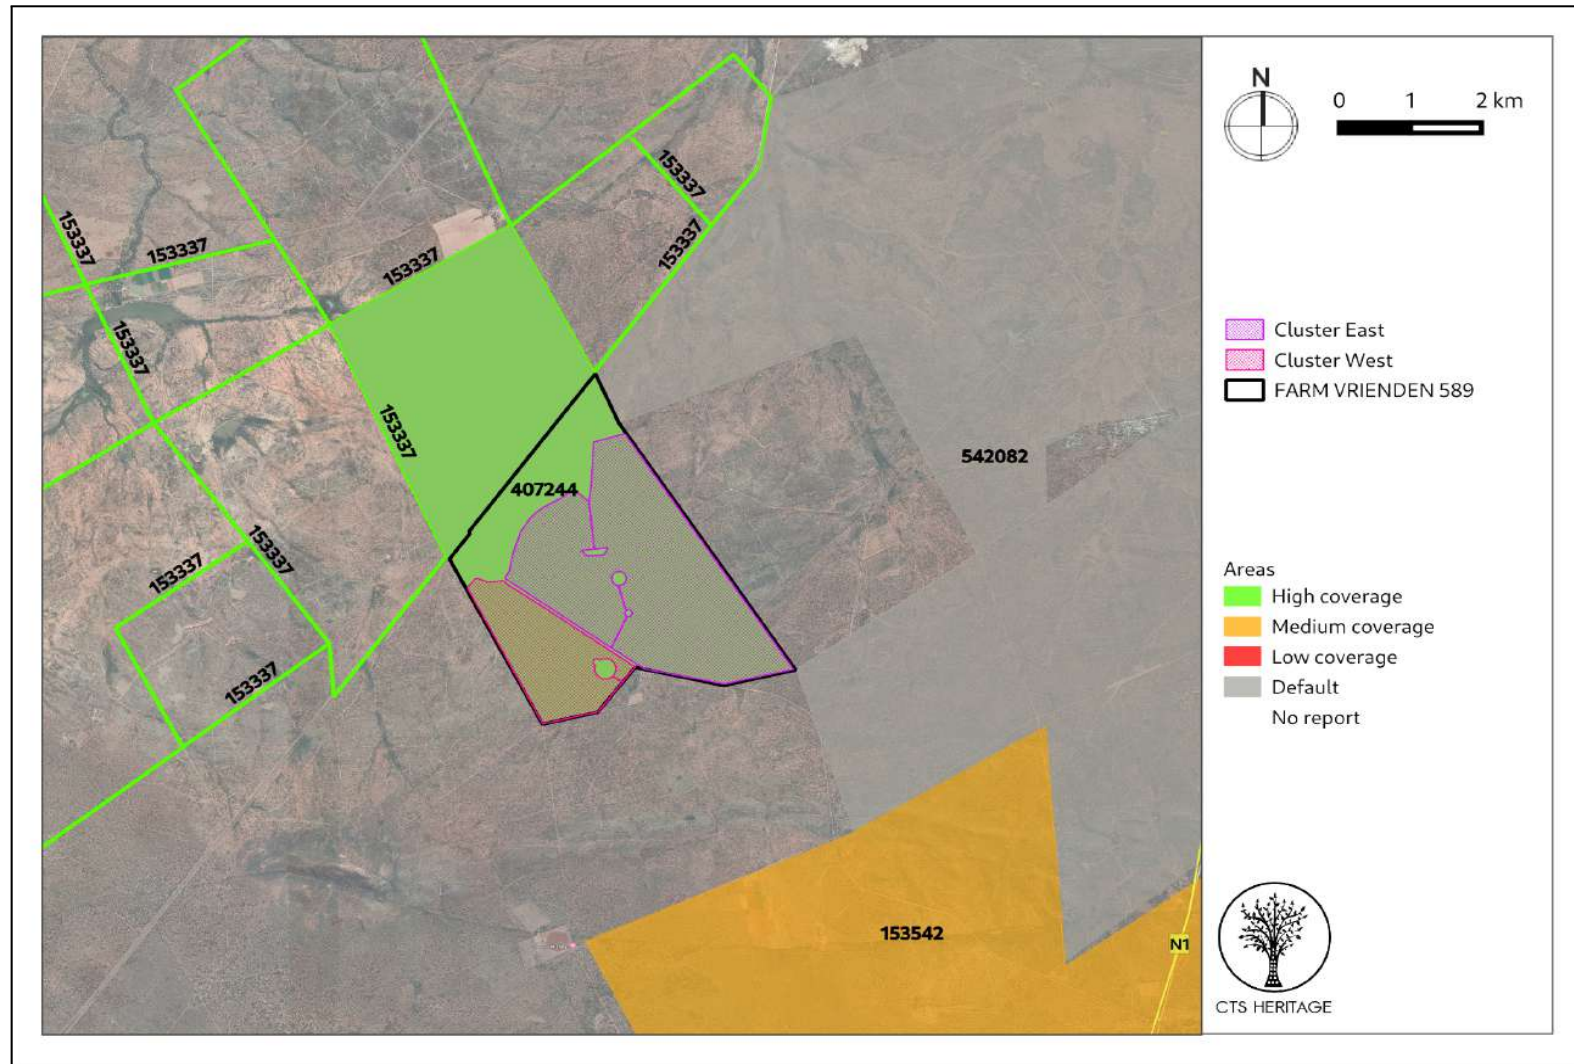 153337
153337
153337
153337
153337
153337
153337
153337
153337
153337
153337
407244
542082
153542
N1
N
0 1 2 km
Cluster East
Cluster West
FARM VRIENDEN 589
Areas
High coverage
Medium coverage
Low coverage
Default
No report
CTS HERITAGE